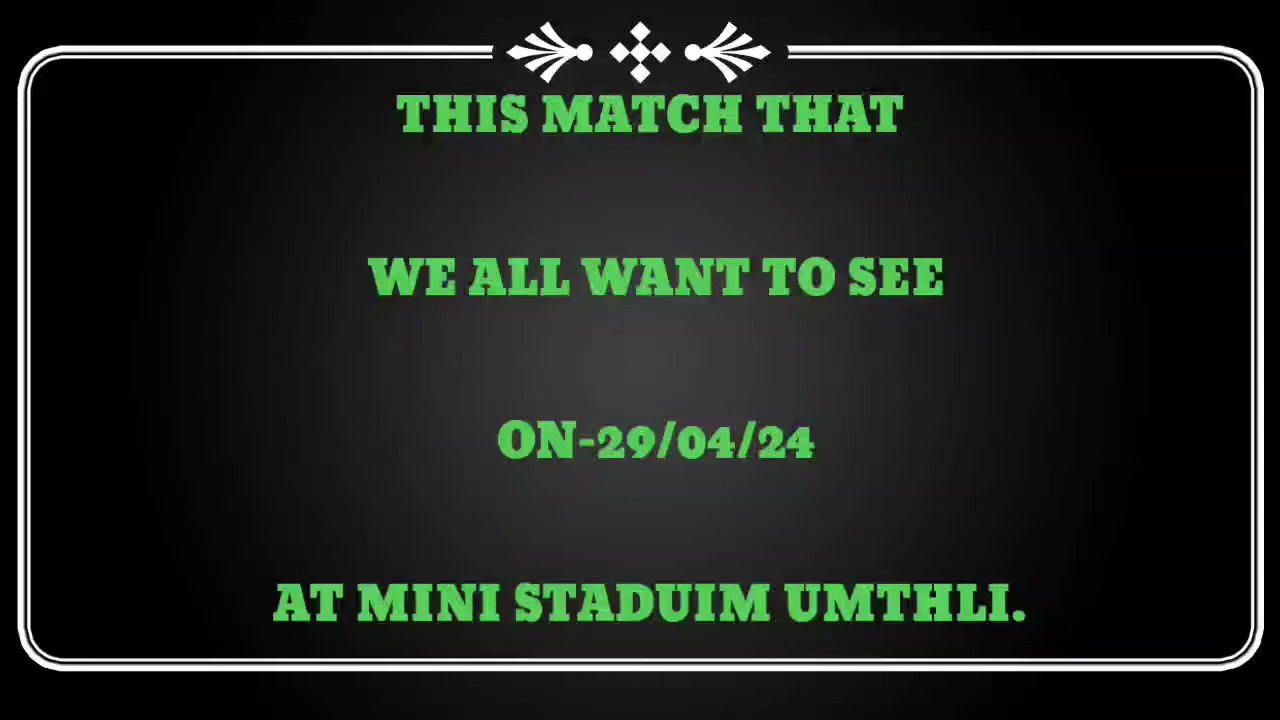 THIS MATCH THAT
WE ALL WANT TO SEE
ON-29/04/24
AT MINI STADUIM UMTHLI.